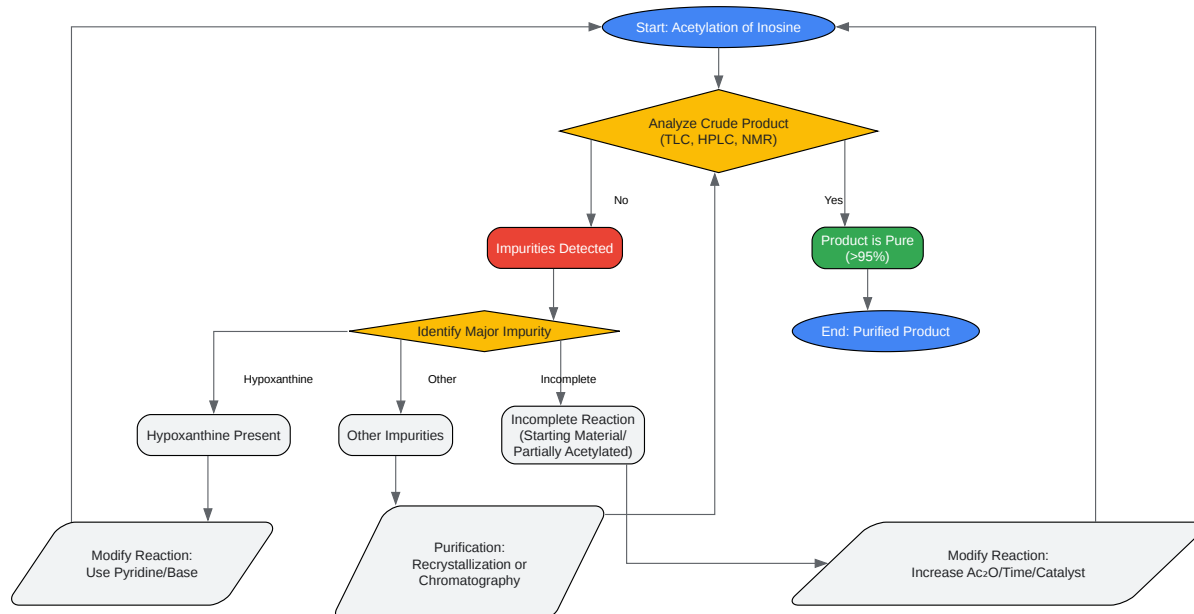 Start: Acetylation of Inosine
Analyze Crude Product
(TLC, HPLC, NMR)
No
Yes
Impurities Detected
Product is Pure
(>95%)
Identify Major Impurity
End: Purified Product
Hypoxanthine
Other
Incomplete
Hypoxanthine Present
Other Impurities
Incomplete Reaction
(Starting Material/
Partially Acetylated)
Modify Reaction:
Use Pyridine/Base
Purification:
Recrystallization or
Chromatography
Modify Reaction:
Increase Ac₂O/Time/Catalyst